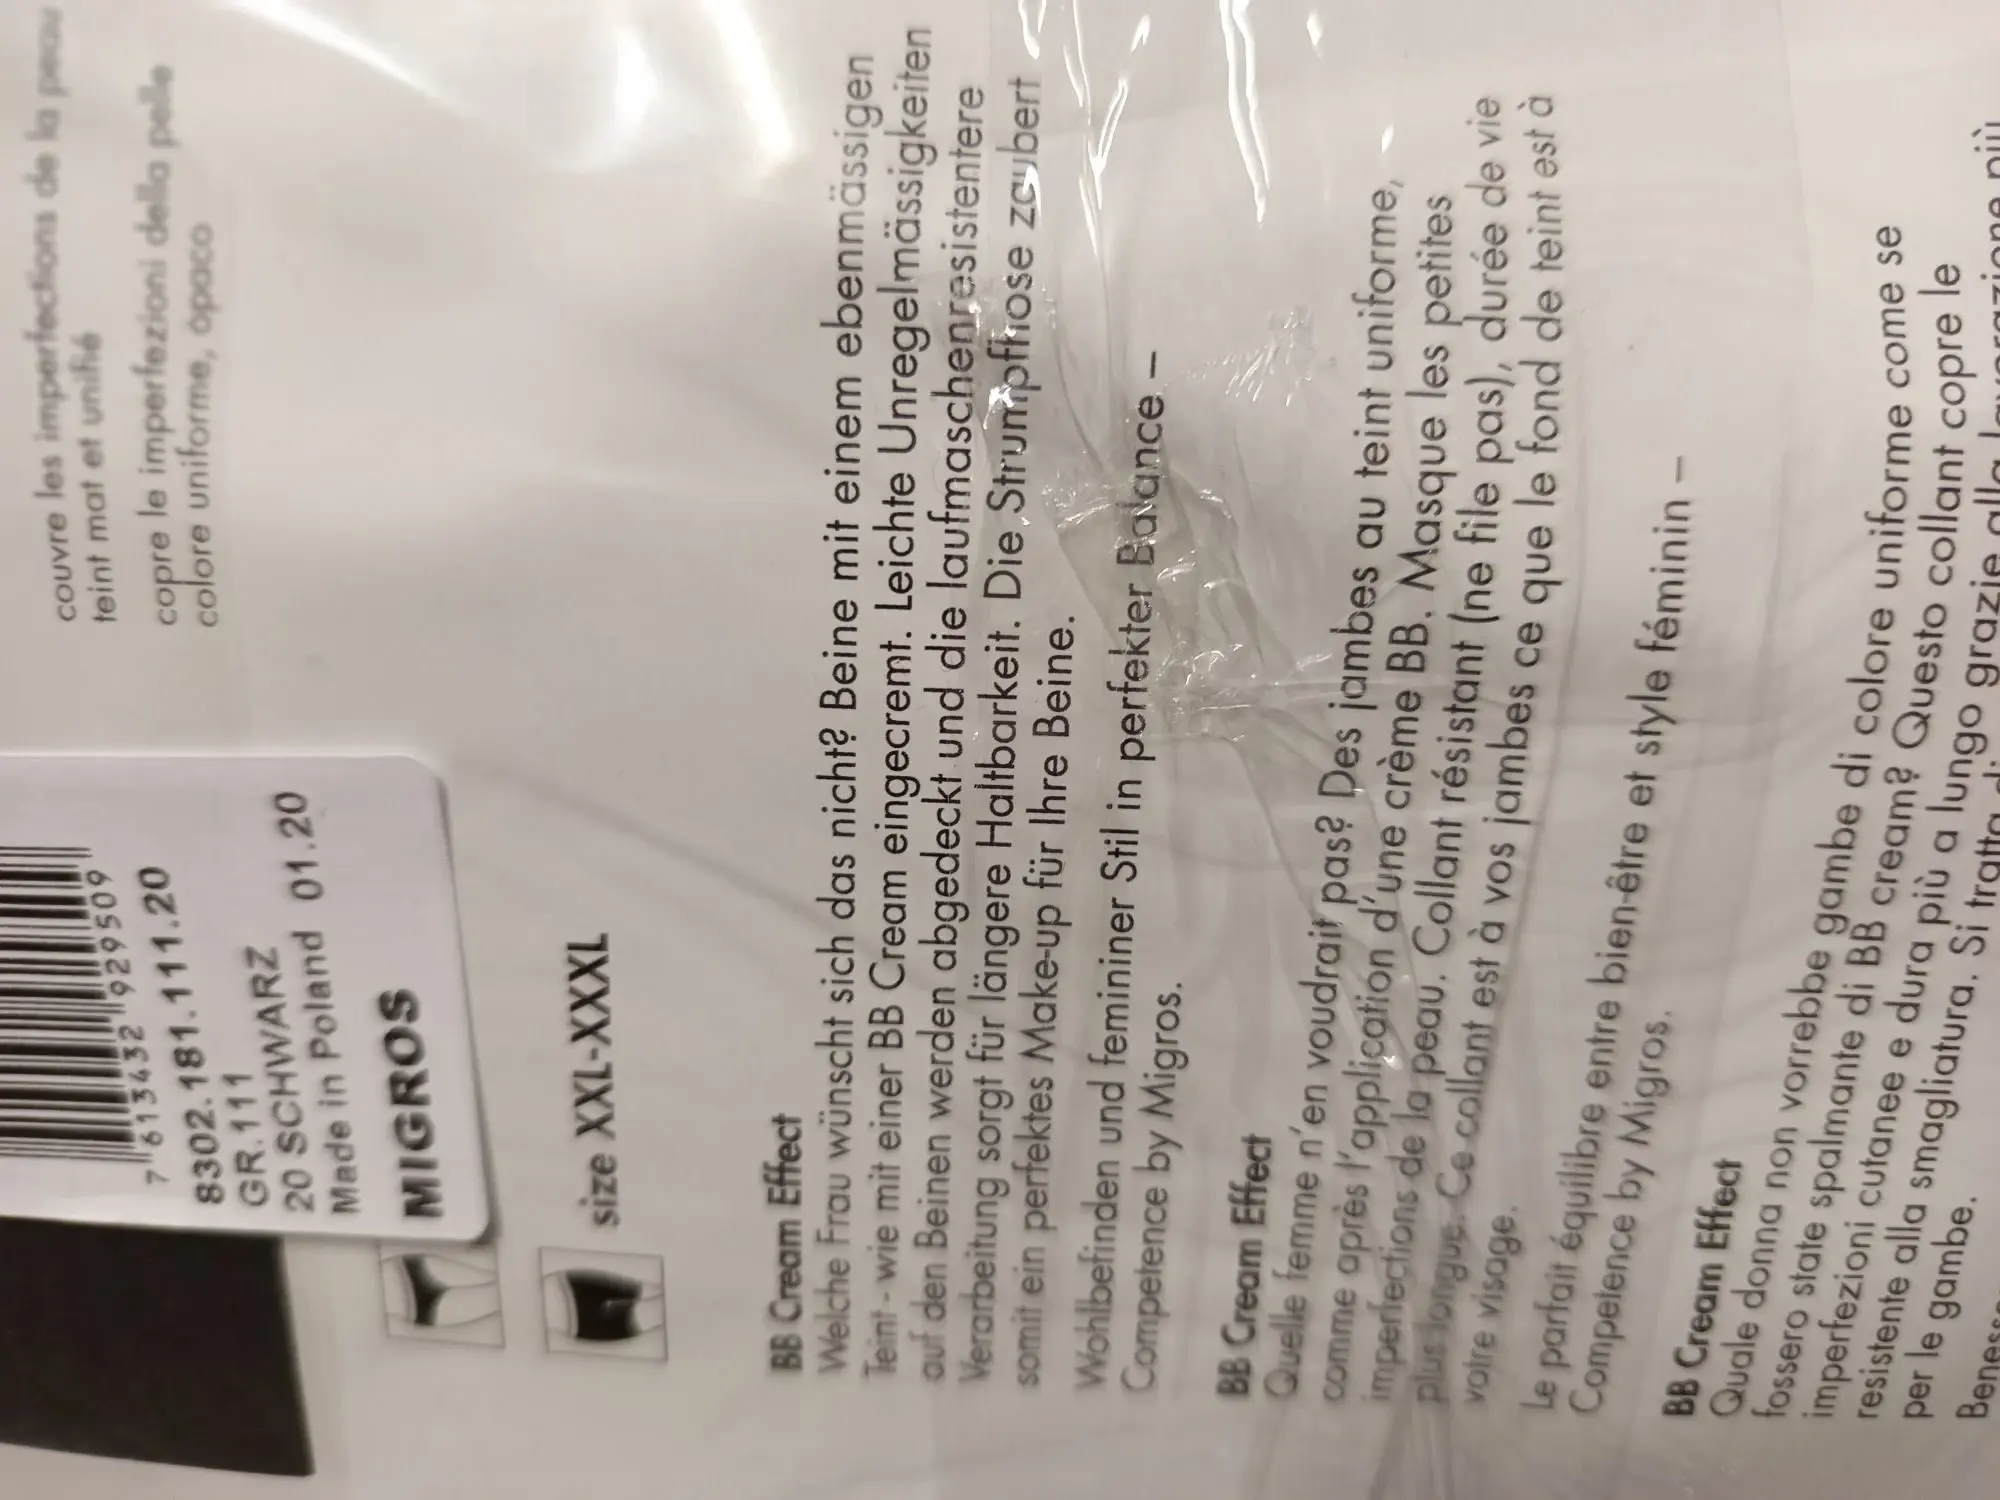 couvre les imperfections de la peau
teint mat et unifié
copre le imperfezioni della pelle
colore uniforme, opaco
7 613432 929509
8302.181.111.20
GR.111
20 SCHWARZ
Made in Poland 01.20
MIGROS
size XXL-XXXL
BB Cream Effect
Welche Frau wünscht sich das nicht? Beine mit einem ebenmässigen
Teint - wie mit einer BB Cream eingecremt. Leichte Unregelmässigkeiten
auf den Beinen werden abgedeckt und die laufmaschenresistentere
Verarbeitung sorgt für längere Haltbarkeit. Die Strumpfhose zaubert
somit ein perfektes Make-up für Ihre Beine.
Wohlbefinden und femininer Stil in perfekter Balance –
Competence by Migros.
BB Cream Effect
Quelle femme n'en voudrait pas? Des jambes au teint uniforme,
comme après l'application d'une crème BB. Masque les petites
imperfections de la peau. Collant résistant (ne file pas), durée de vie
plus longue. Ce collant est à vos jambes ce que le fond de teint est à
votre visage.
Le parfait équilibre entre bien-être et style féminin –
Competence by Migros.
BB Cream Effect
Quale donna non vorrebbe gambe di colore uniforme come se
fossero state spalmante di BB cream? Questo collant copre le
imperfezioni cutanee e dura più a lungo grazie alla lavorazione più
resistente alla smagliatura. Si tratta
per le gambe.